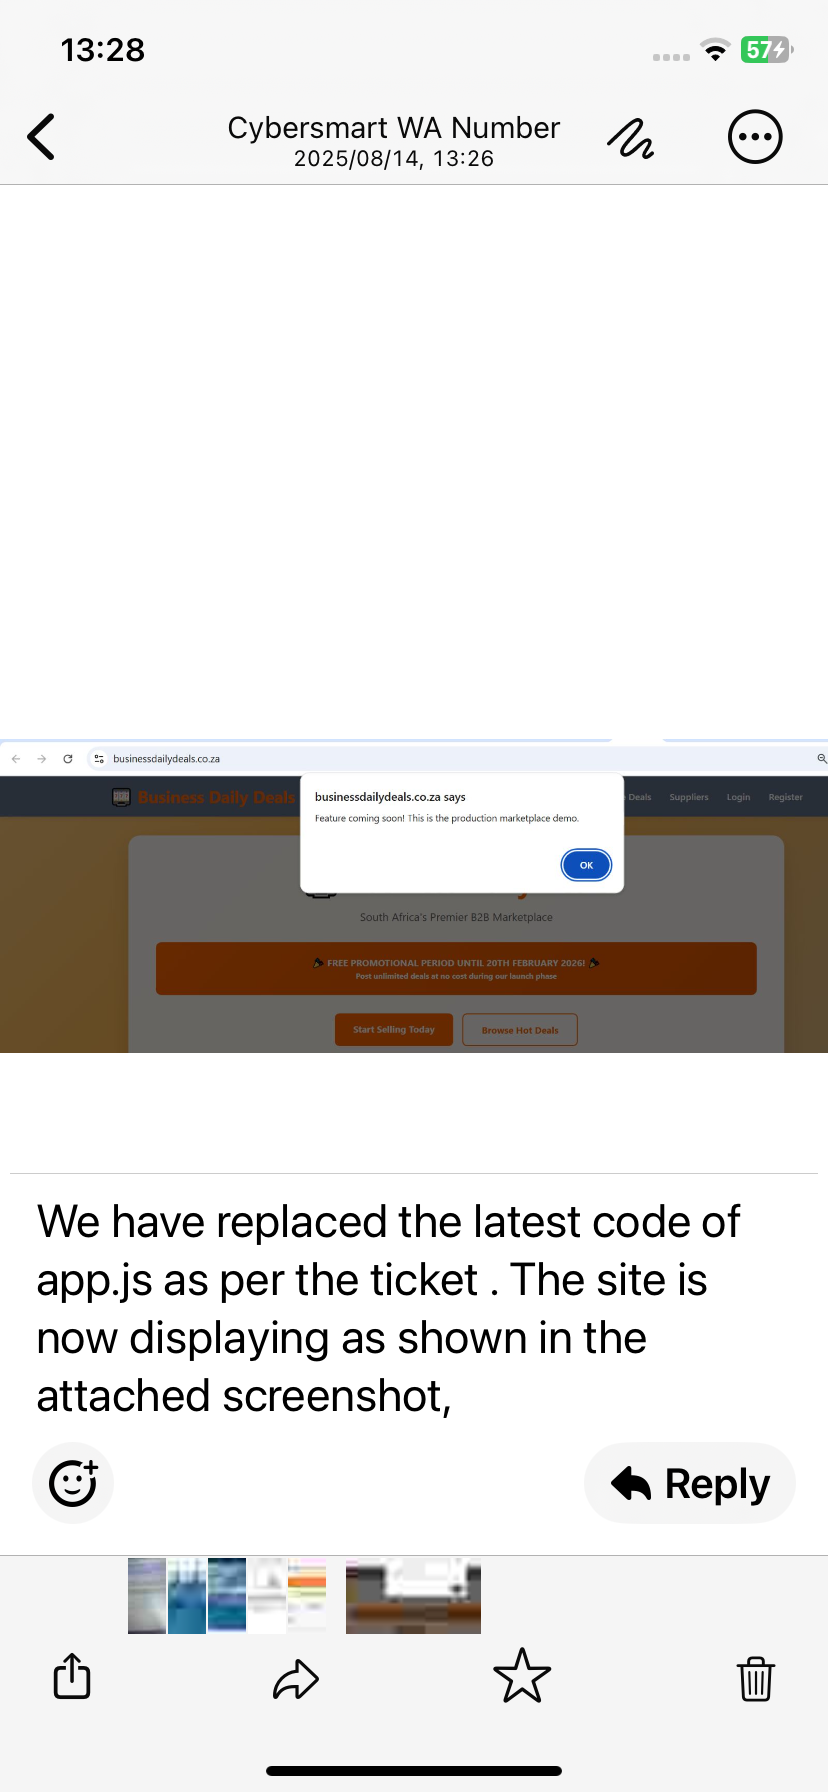 13:28
57
Cybersmart WA Number
2025/08/14, 13:26
businessdailydeals.co.za
Business Daily Deals
Deals Suppliers Login Register
businessdailydeals.co.za says
Feature coming soon! This is the production marketplace demo.
OK
South Africa's Premier B2B Marketplace
FREE PROMOTIONAL PERIOD UNTIL 20TH FEBRUARY 2026!
Post unlimited deals at no cost during our launch phase
Start Selling Today Browse Hot Deals
We have replaced the latest code of
app.js as per the ticket . The site is
now displaying as shown in the
attached screenshot,
Reply